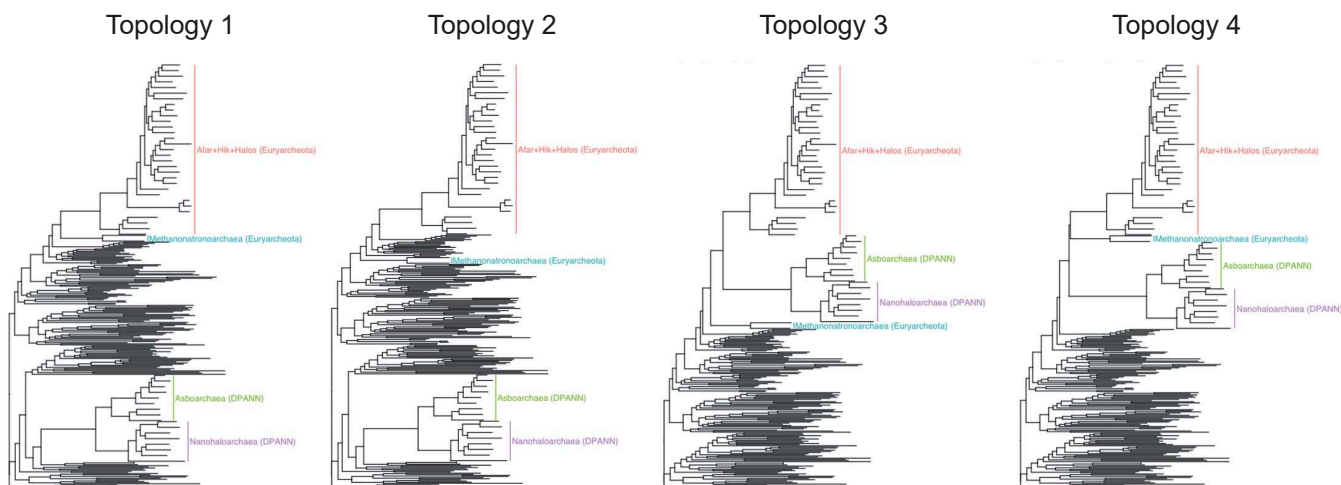 Topology 1
Topology 2
Topology 3
Topology 4
Afar+Hik+Halos (Euryarcheota)
Afar+Hik+Halos (Euryarcheota)
Afar+Hik+Halos (Euryarcheota)
Afar+Hik+Halos (Euryarcheota)
!Methanonatronoarchaea (Euryarcheota)
!Methanonatronoarchaea (Euryarcheota)
Asboarchaea (DPANN)
Nanohaloarchaea (DPANN)
!Methanonatronoarchaea (Euryarcheota)
!Methanonatronoarchaea (Euryarcheota)
Asboarchaea (DPANN)
Nanohaloarchaea (DPANN)
Asboarchaea (DPANN)
Asboarchaea (DPANN)
Nanohaloarchaea (DPANN)
Nanohaloarchaea (DPANN)